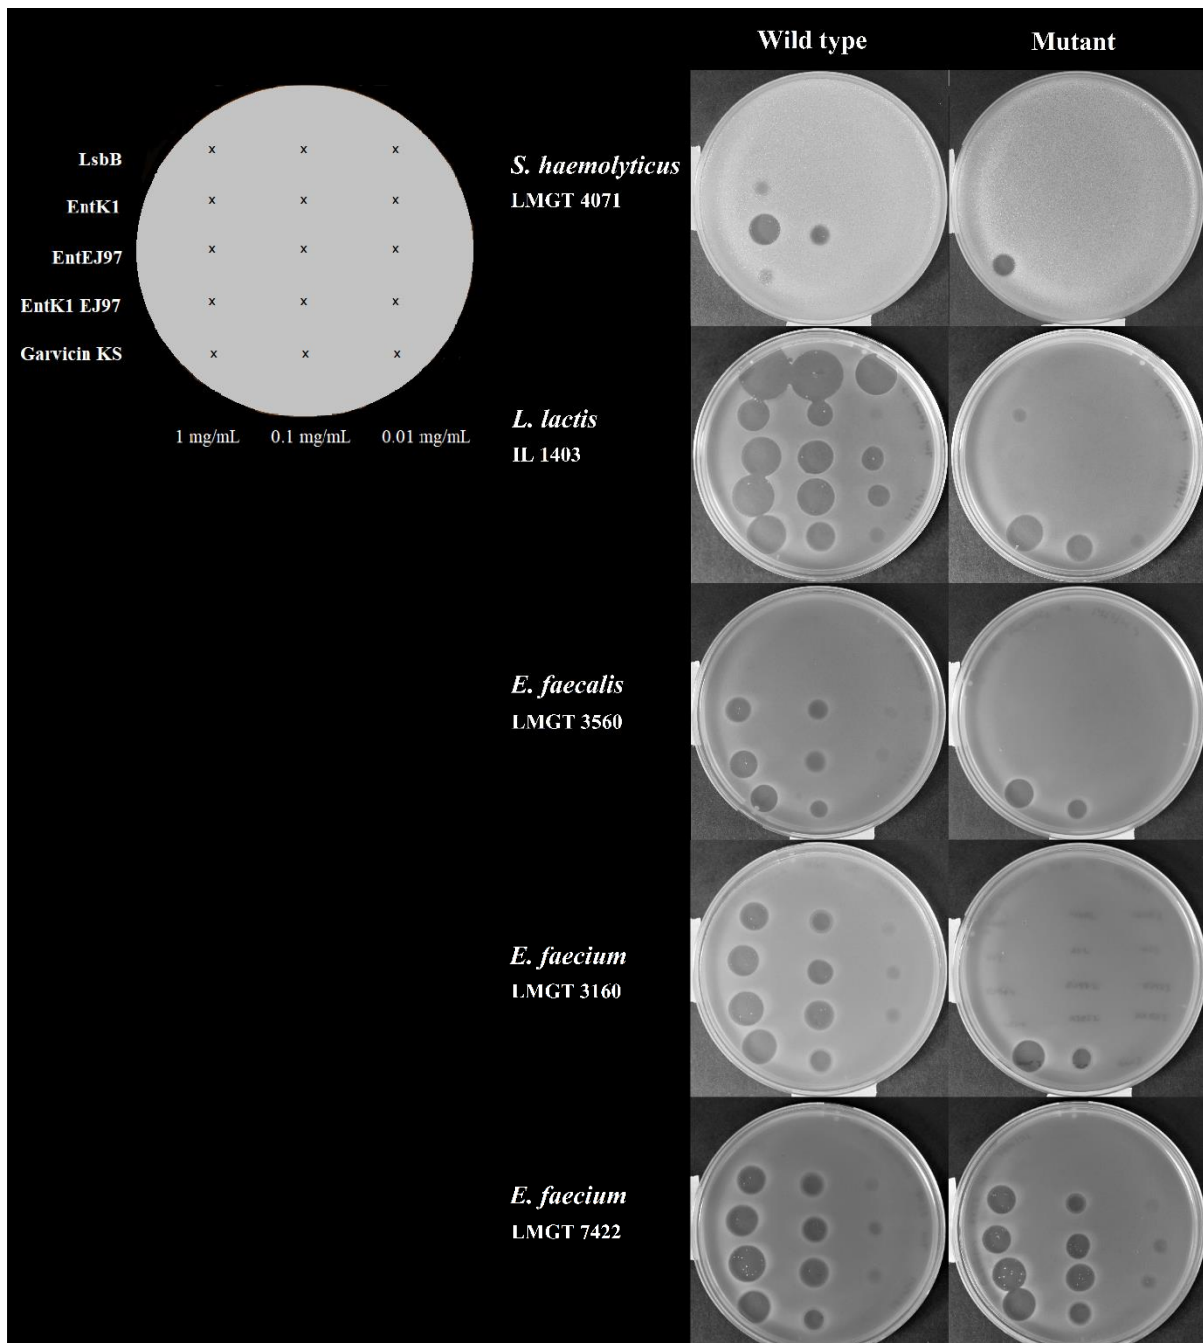 Wild type
Mutant
LsbB
x x x
EntK1
x x x
EntEJ97
x x x
EntK1 EJ97
x x x
Garvicin KS
x x x
1 mg/mL
0.1 mg/mL
0.01 mg/mL
S. haemolyticus
LMGT 4071
L. lactis
IL 1403
E. faecalis
LMGT 3560
E. faecium
LMGT 3160
E. faecium
LMGT 7422